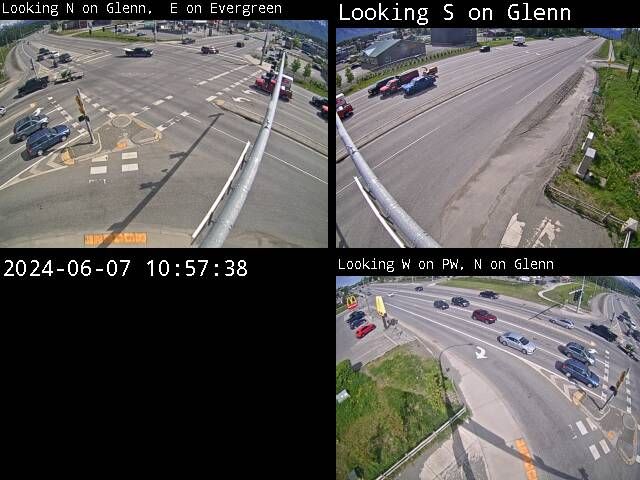 Looking N on Glenn,  E on Evergreen
Looking S on Glenn
2024-06-07 10:57:38
Looking W on PW, N on Glenn